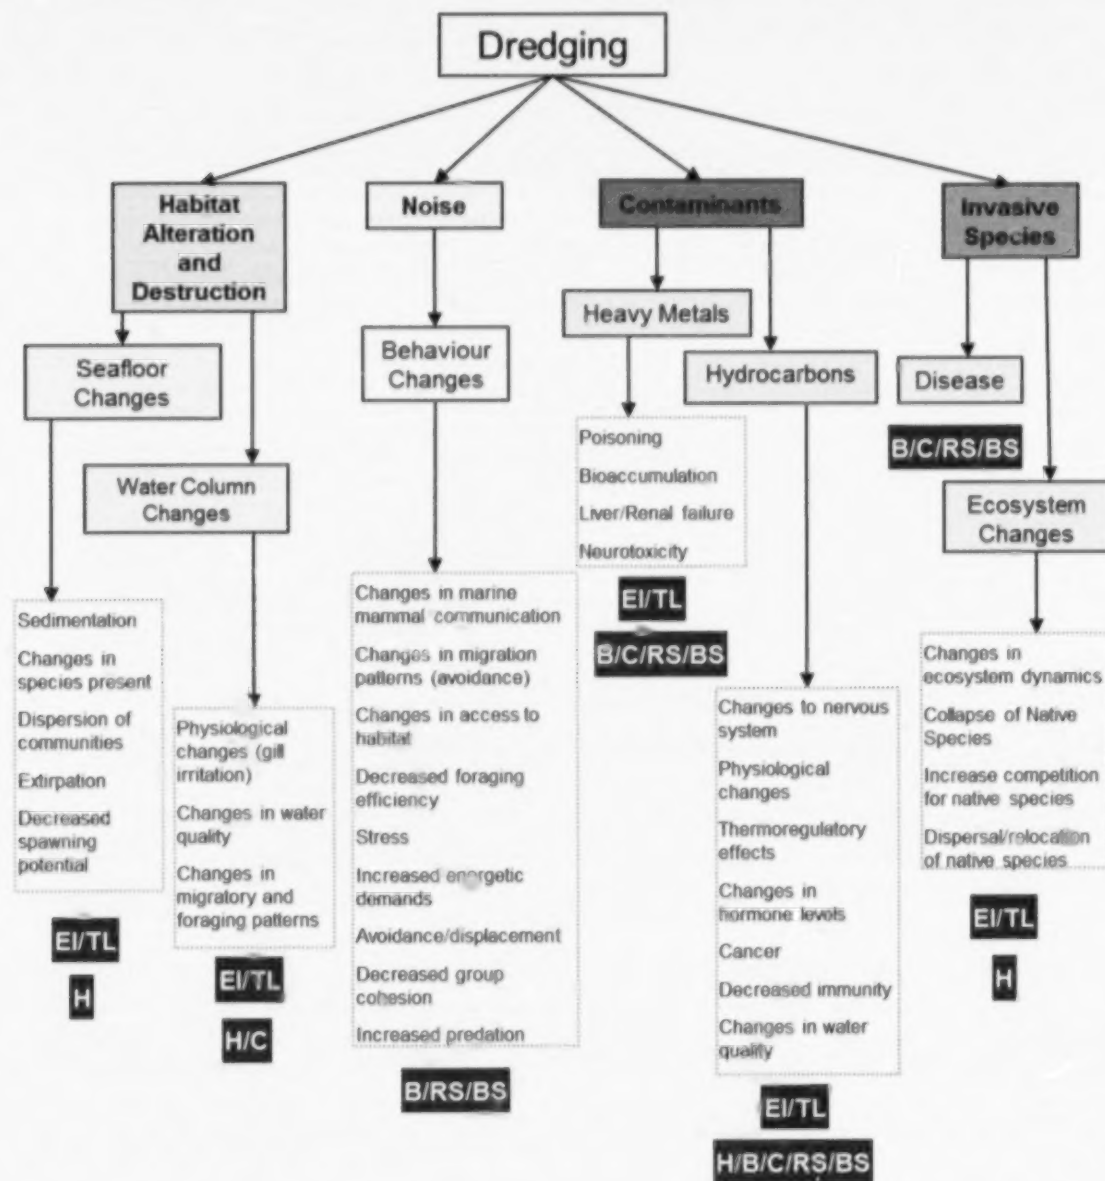 Dredging
Habitat
Alteration
and
Destruction
Noise
Contaminants
Invasive
Species
Seafloor
Changes
Water Column
Changes
Behaviour
Changes
Heavy Metals
Hydrocarbons
Disease
B/C/RS/BS
Ecosystem
Changes
Sedimentation
Changes in
species present
Dispersion of
communities
Extirpation
Decreased
spawning
potential
EI/TL
H
Physiological
changes (gill
irritation)
Changes in water
quality
Changes in
migratory and
foraging patterns
EI/TL
H/C
Changes in marine
mammal communication
Changes in migration
patterns (avoidance)
Changes in access to
habitat
Decreased foraging
efficiency
Stress
Increased energetic
demands
Avoidance/displacement
Decreased group
cohesion
Increased predation
B/RS/BS
Poisoning
Bioaccumulation
Liver/Renal failure
Neurotoxicity
EI/TL
B/C/RS/BS
Changes to nervous
system
Physiological
changes
Thermoregulatory
effects
Changes in
hormone levels
Cancer
Decreased immunity
Changes in water
quality
EI/TL
H/B/C/RS/BS
Changes in
ecosystem dynamics
Collapse of Native
Species
Increase competition
for native species
Dispersal/relocation
of native species
EI/TL
H